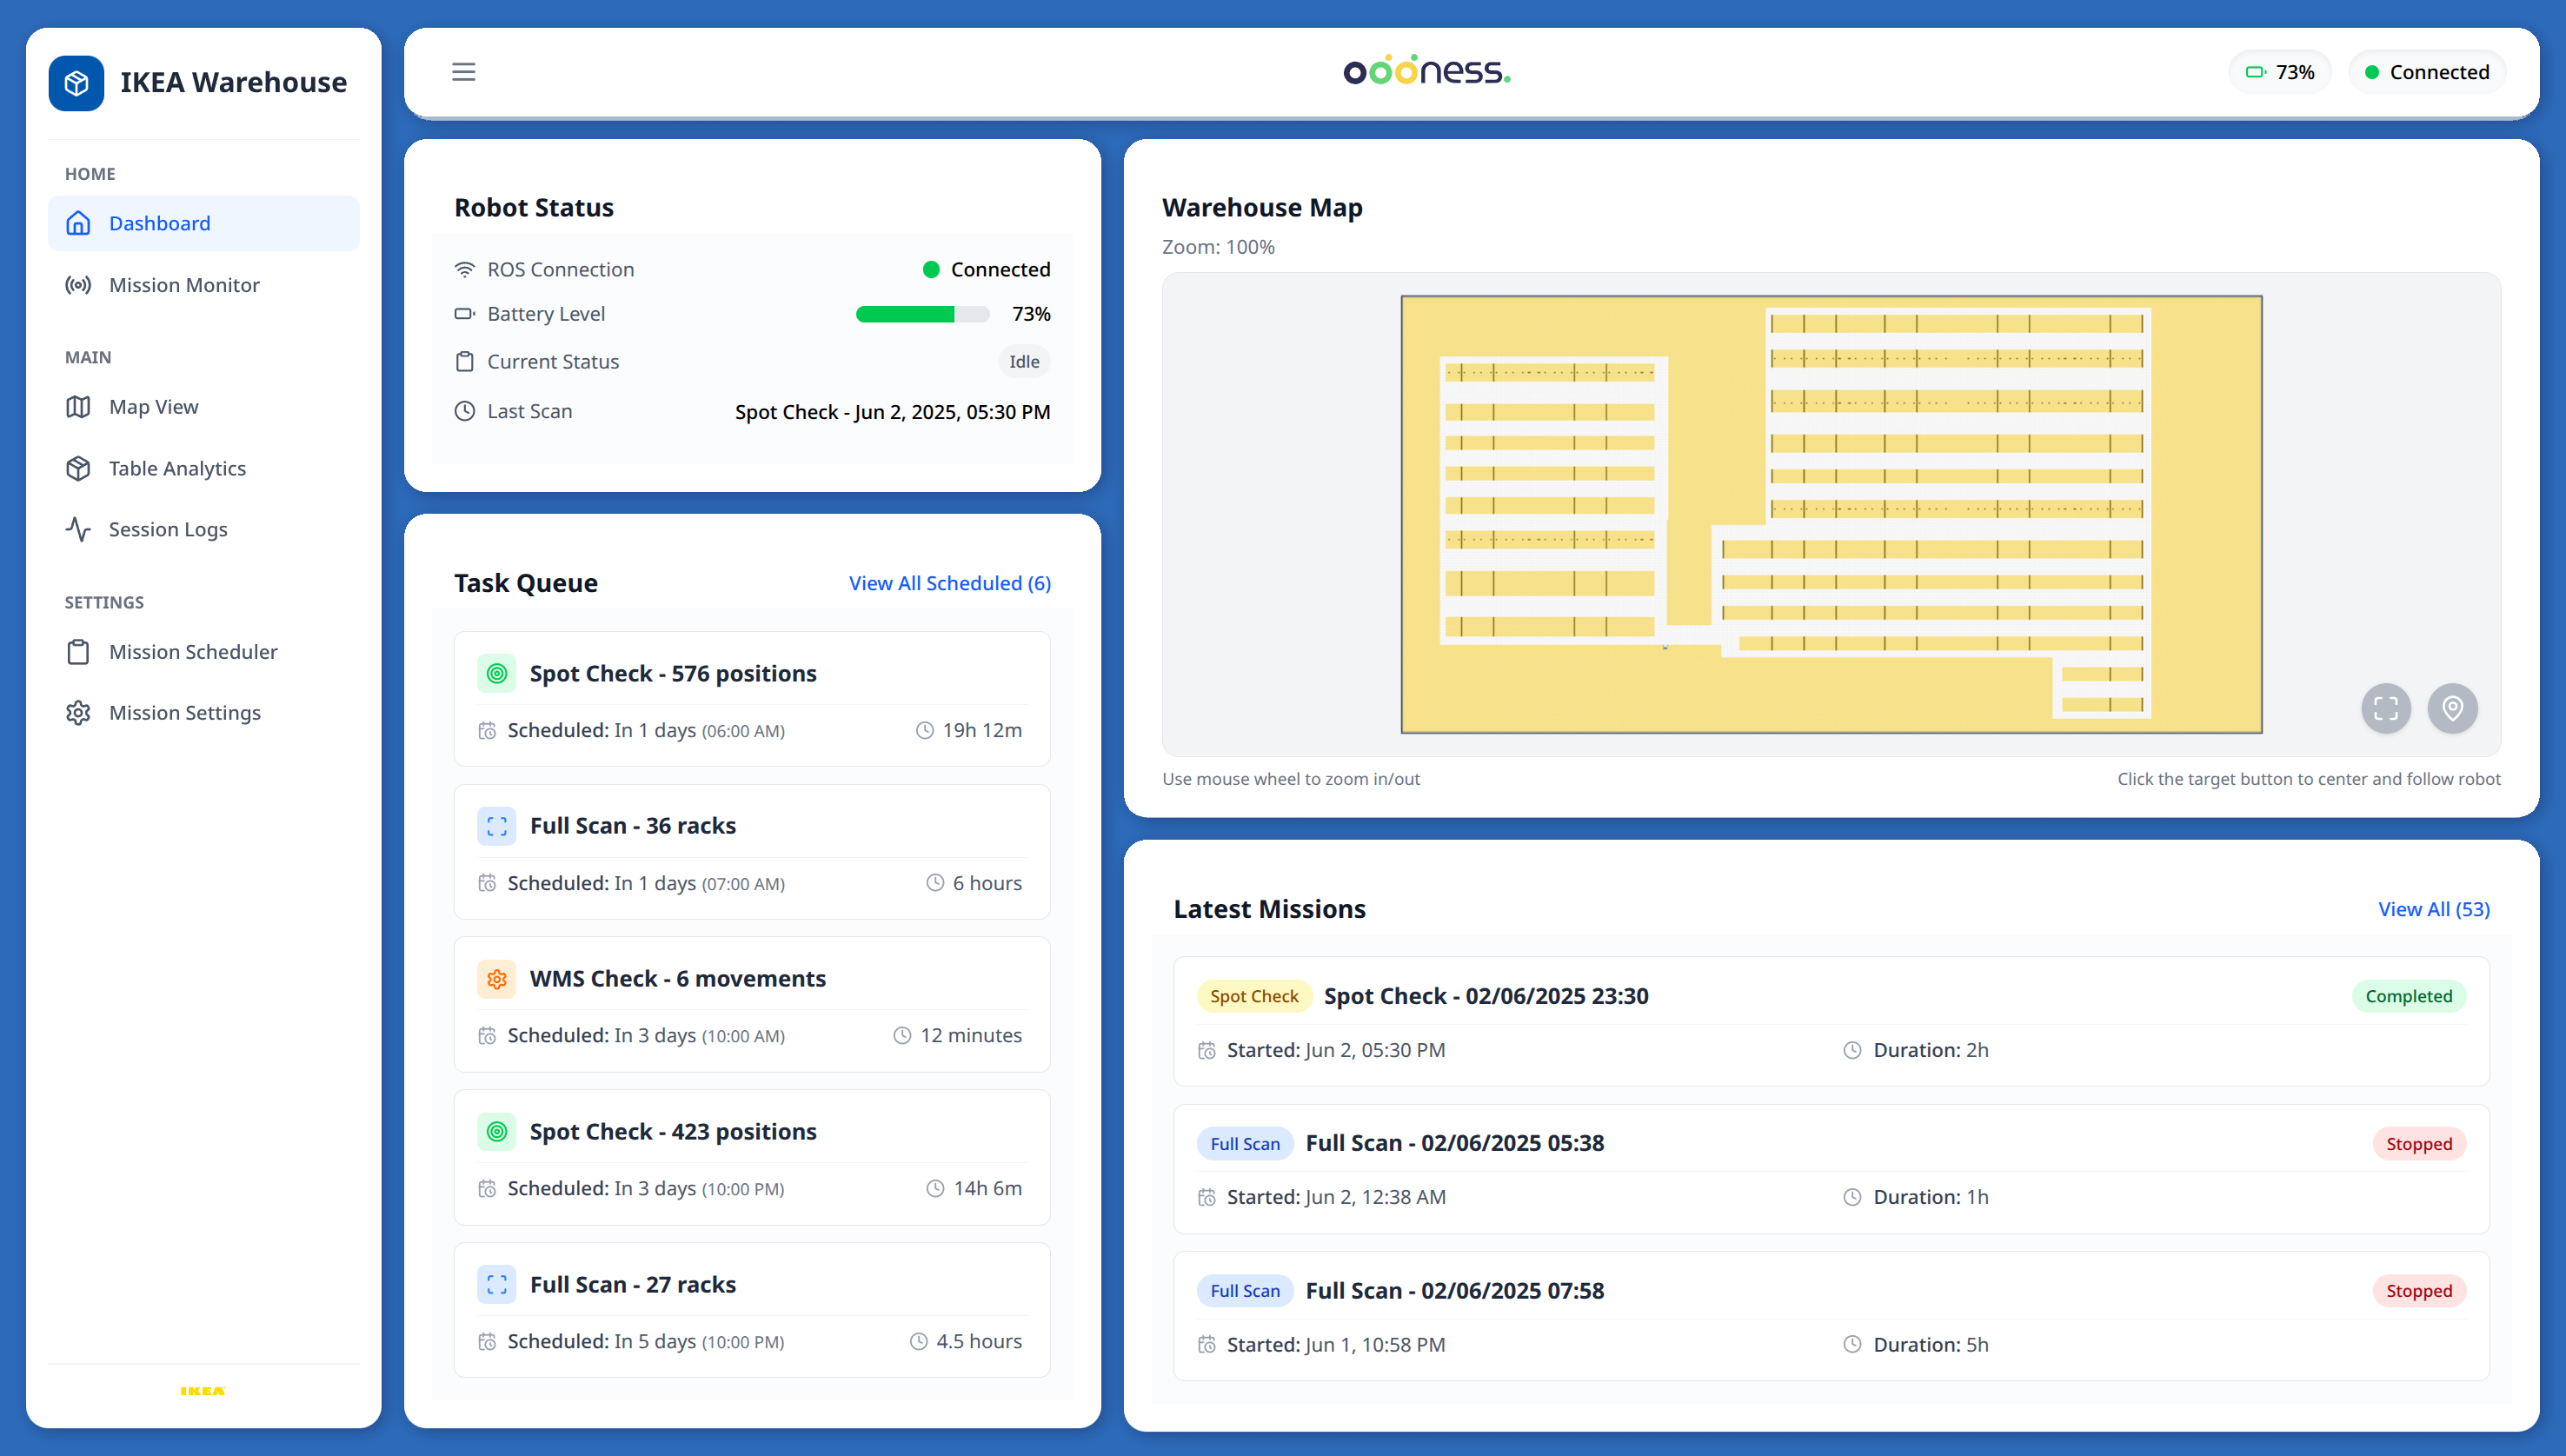 IKEA Warehouse
HOME
Dashboard
Mission Monitor
MAIN
Map View
Table Analytics
Session Logs
SETTINGS
Mission Scheduler
Mission Settings
IKEA
oddness.
73%
Connected
Robot Status
ROS Connection
Connected
Battery Level
73%
Current Status
Idle
Last Scan
Spot Check - Jun 2, 2025, 05:30 PM
Task Queue
View All Scheduled (6)
Spot Check - 576 positions
Scheduled: In 1 days (06:00 AM)
19h 12m
Full Scan - 36 racks
Scheduled: In 1 days (07:00 AM)
6 hours
WMS Check - 6 movements
Scheduled: In 3 days (10:00 AM)
12 minutes
Spot Check - 423 positions
Scheduled: In 3 days (10:00 PM)
14h 6m
Full Scan - 27 racks
Scheduled: In 5 days (10:00 PM)
4.5 hours
Warehouse Map
Zoom: 100%
Use mouse wheel to zoom in/out
Click the target button to center and follow robot
Latest Missions
View All (53)
Spot Check
Spot Check - 02/06/2025 23:30
Completed
Started: Jun 2, 05:30 PM
Duration: 2h
Full Scan
Full Scan - 02/06/2025 05:38
Stopped
Started: Jun 2, 12:38 AM
Duration: 1h
Full Scan
Full Scan - 02/06/2025 07:58
Stopped
Started: Jun 1, 10:58 PM
Duration: 5h